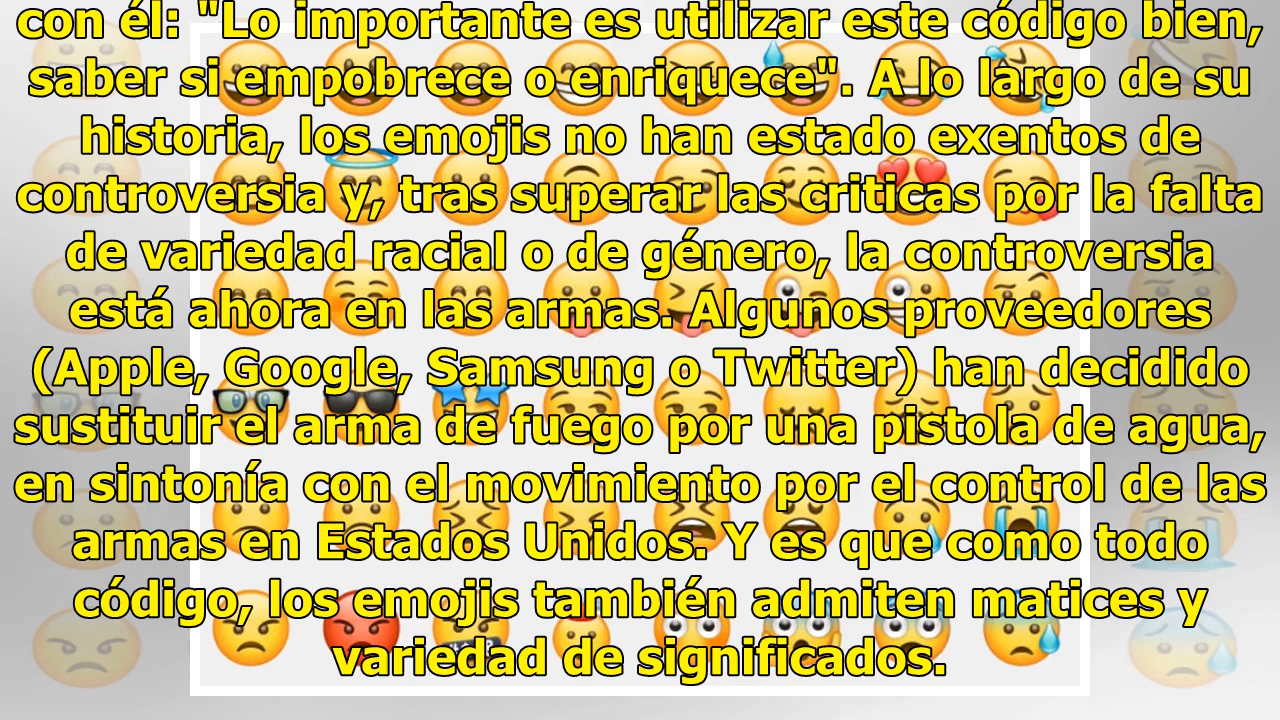 con él: "Lo importante es utilizar este código bien,
saber si empobrece o enriquece". A lo largo de su
historia, los emojis no han estado exentos de
controversia y, tras superar las criticas por la falta
de variedad racial o de género, la controversia
está ahora en las armas. Algunos proveedores
(Apple, Google, Samsung o Twitter) han decidido
sustituir el arma de fuego por una pistola de agua,
en sintonía con el movimiento por el control de las
armas en Estados Unidos. Y es que como todo
código, los emojis también admiten matices y
variedad de significados.